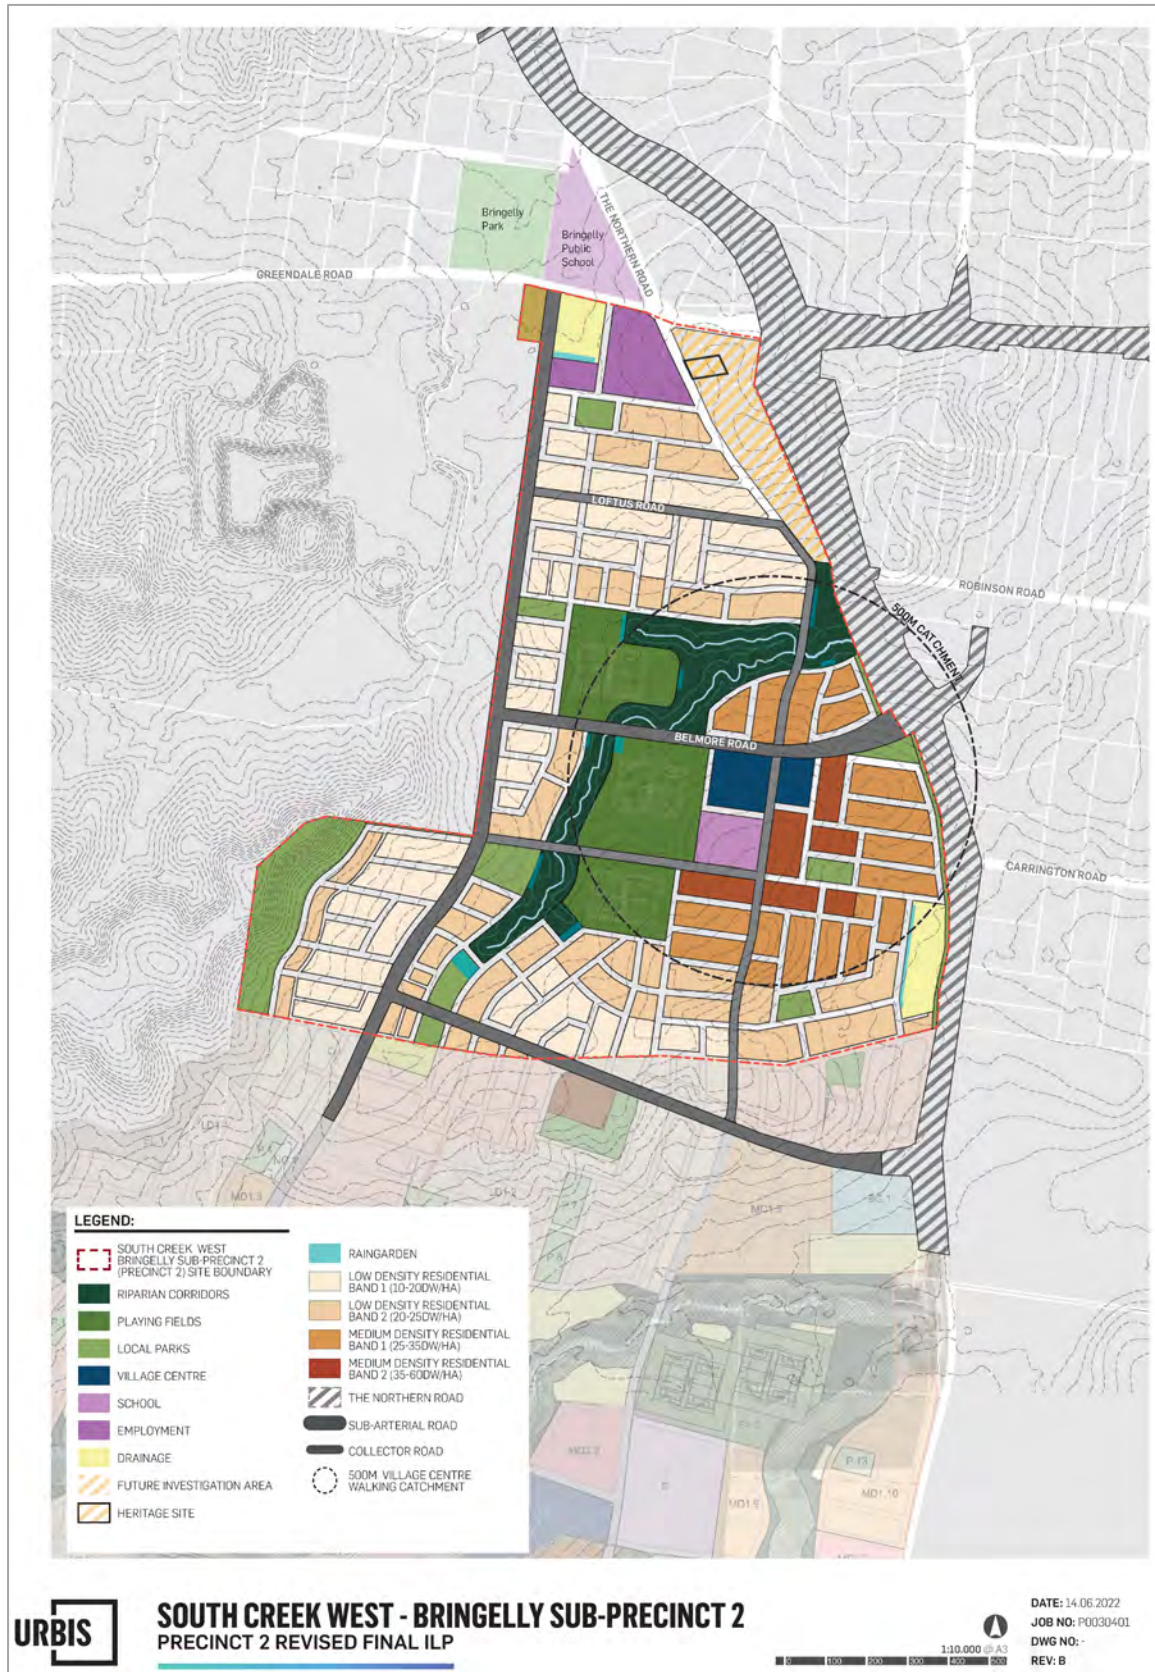 Bringelly
Park
Bringelly
Public
School
THE NORTHERN ROAD
GREENDALE ROAD
LOFTUS ROAD
ROBINSON ROAD
500M CATCHMENT
BELMORE ROAD
CARRINGTON ROAD
MD1.3
MD1.10
P.13
LEGEND:
SOUTH CREEK WEST
BRINGELLY SUB-PRECINCT 2
(PRECINCT 2) SITE BOUNDARY
RIPARIAN CORRIDORS
PLAYING FIELDS
LOCAL PARKS
VILLAGE CENTRE
SCHOOL
EMPLOYMENT
DRAINAGE
FUTURE INVESTIGATION AREA
HERITAGE SITE
RAINGARDEN
LOW DENSITY RESIDENTIAL
BAND 1 (10-20DW/HA)
LOW DENSITY RESIDENTIAL
BAND 2 (20-25DW/HA)
MEDIUM DENSITY RESIDENTIAL
BAND 1 (25-35DW/HA)
MEDIUM DENSITY RESIDENTIAL
BAND 2 (35-60DW/HA)
THE NORTHERN ROAD
SUB-ARTERIAL ROAD
COLLECTOR ROAD
500M VILLAGE CENTRE
WALKING CATCHMENT
URBIS
SOUTH CREEK WEST - BRINGELLY SUB-PRECINCT 2
PRECINCT 2 REVISED FINAL ILP
1:10,000 @ A3
0 100 200 300 400 500
DATE: 14.06.2022
JOB NO: P0030401
DWG NO: -
REV: B